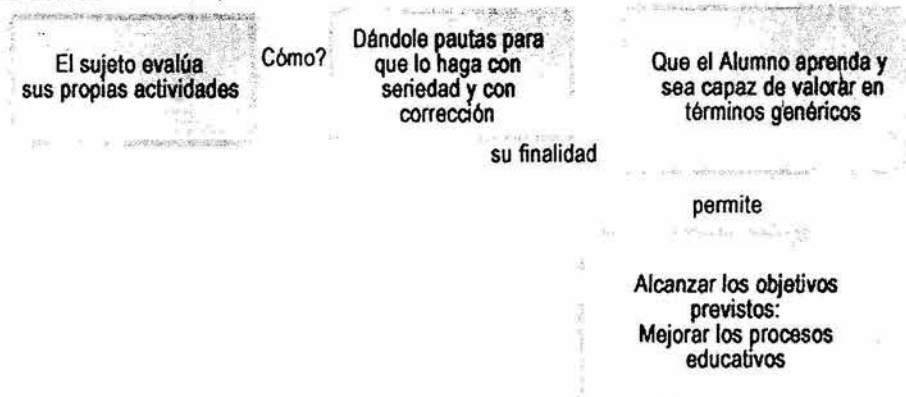 El sujeto evalúa
sus propias actividades
Cómo?
Dándole pautas para
que lo haga con
seriedad y con
corrección
su finalidad
Que el Alumno aprenda y
sea capaz de valorar en
términos genéricos
permite
Alcanzar los objetivos
previstos:
Mejorar los procesos
educativos